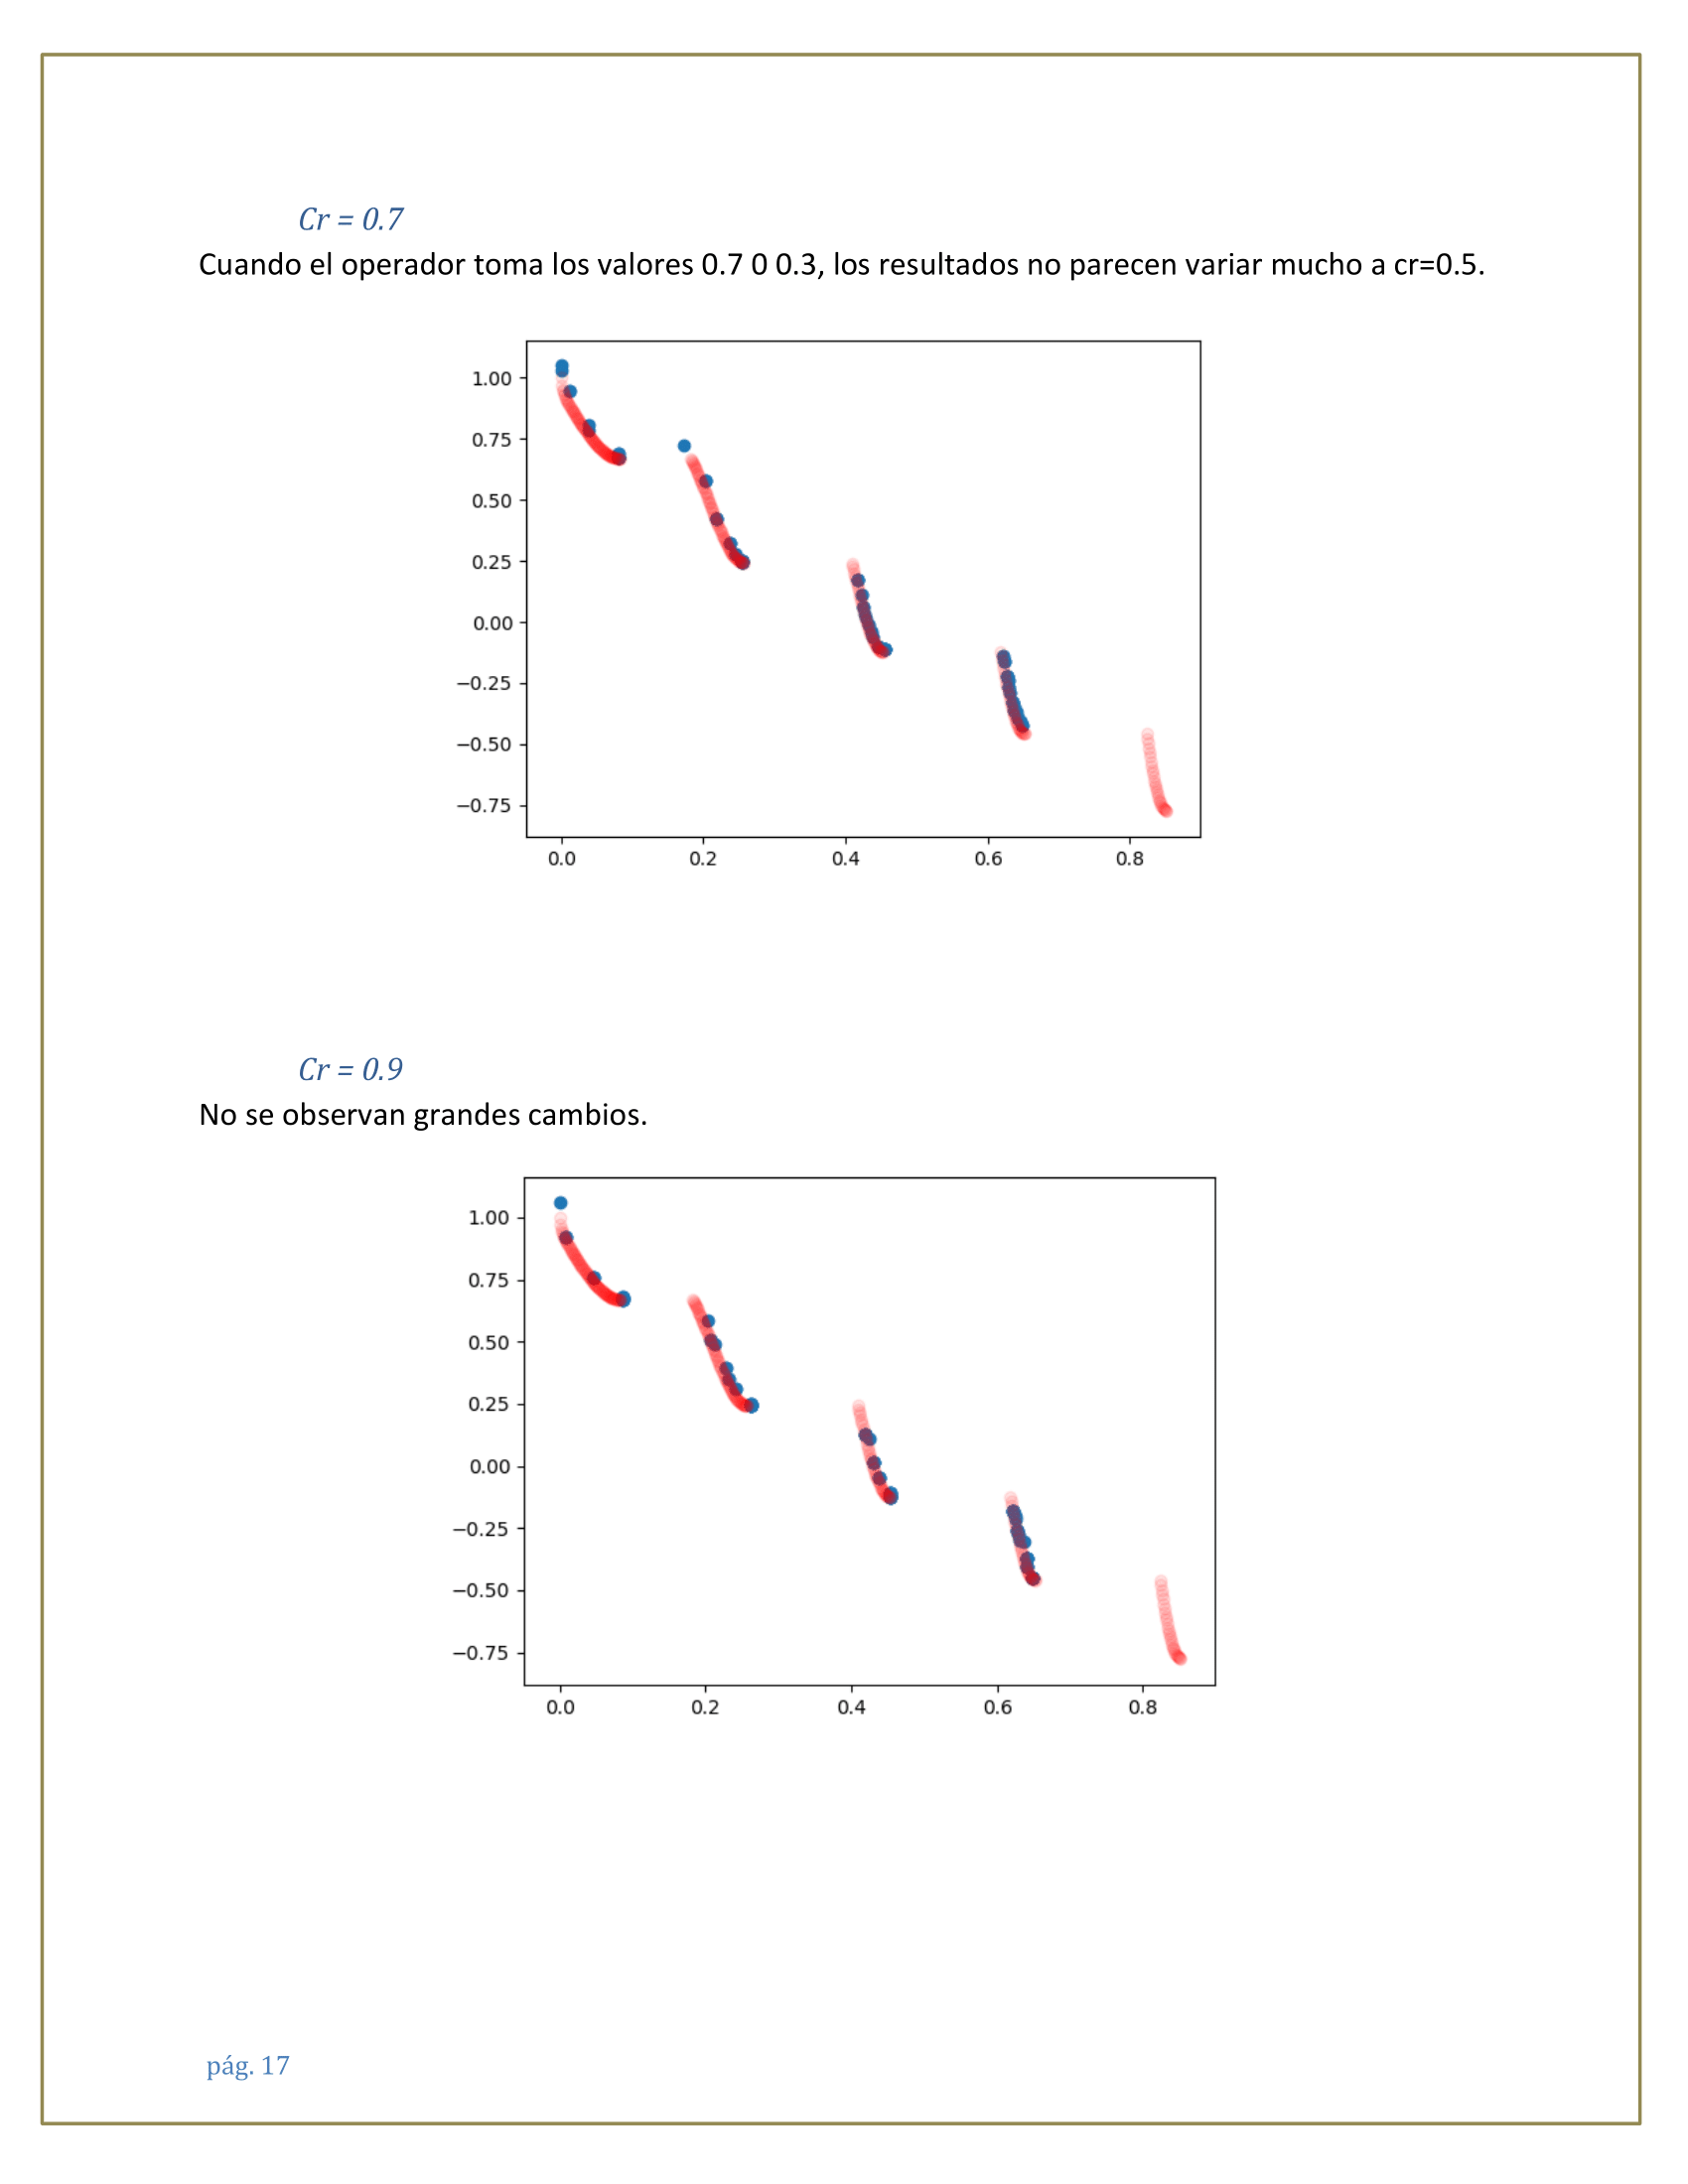 Cr = 0.7
Cuando el operador toma los valores 0.7 0 0.3, los resultados no parecen variar mucho a cr=0.5.
1.00
0.75
0.50
0.25
0.00
−0.25
−0.50
−0.75
0.0 0.2 0.4 0.6 0.8
Cr = 0.9
No se observan grandes cambios.
1.00
0.75
0.50
0.25
0.00
−0.25
−0.50
−0.75
0.0 0.2 0.4 0.6 0.8
pág. 17